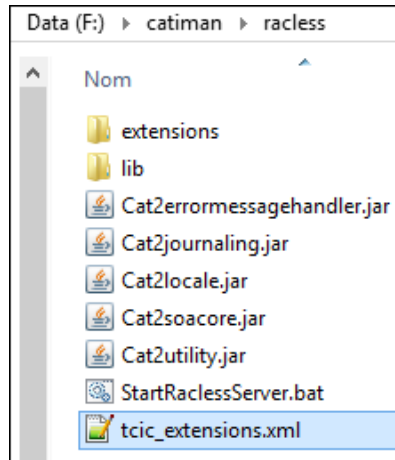 Data (F:) catiman racless
Nom
extensions
lib
Cat2errormessagehandler.jar
Cat2journaling.jar
Cat2locale.jar
Cat2soacore.jar
Cat2utility.jar
StartRaclessServer.bat
tcic_extensions.xml